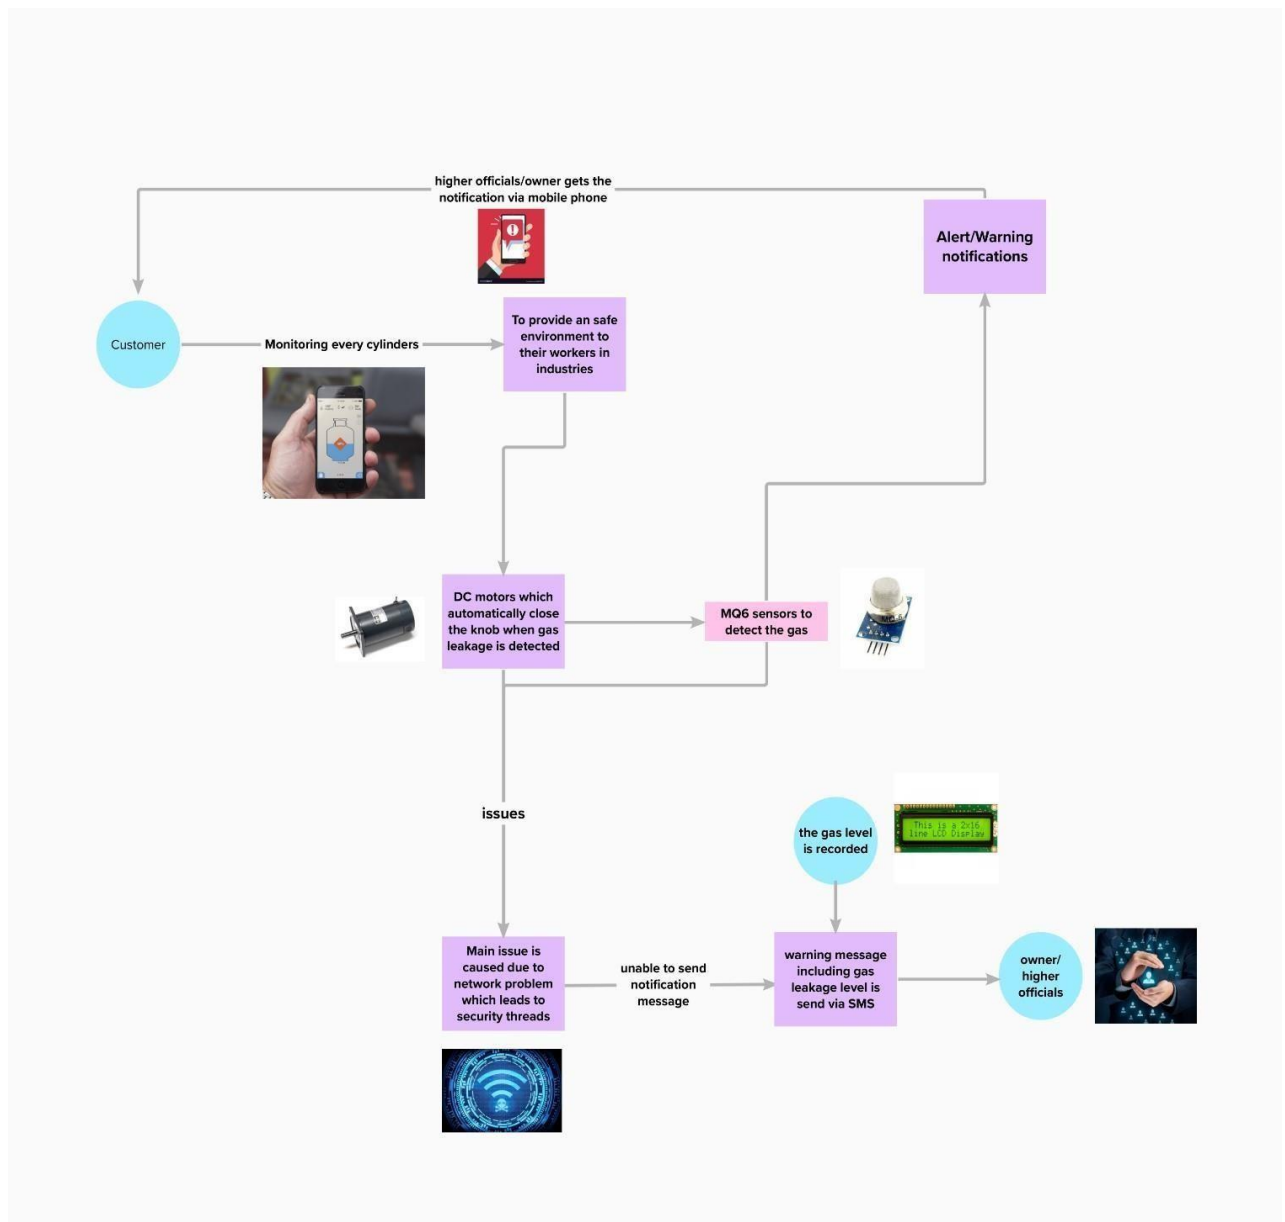 higher officials/owner gets the
notification via mobile phone
Alert/Warning
notifications
Customer
Monitoring every cylinders
To provide an safe
environment to
their workers in
industries
DC motors which
automatically close
the knob when gas
leakage is detected
MQ6 sensors to
detect the gas
issues
the gas level
is recorded
This is a 2x16
line LCD Display
Main issue is
caused due to
network problem
which leads to
security threads
unable to send
notification
message
warning message
including gas
leakage level is
send via SMS
owner/
higher
officials